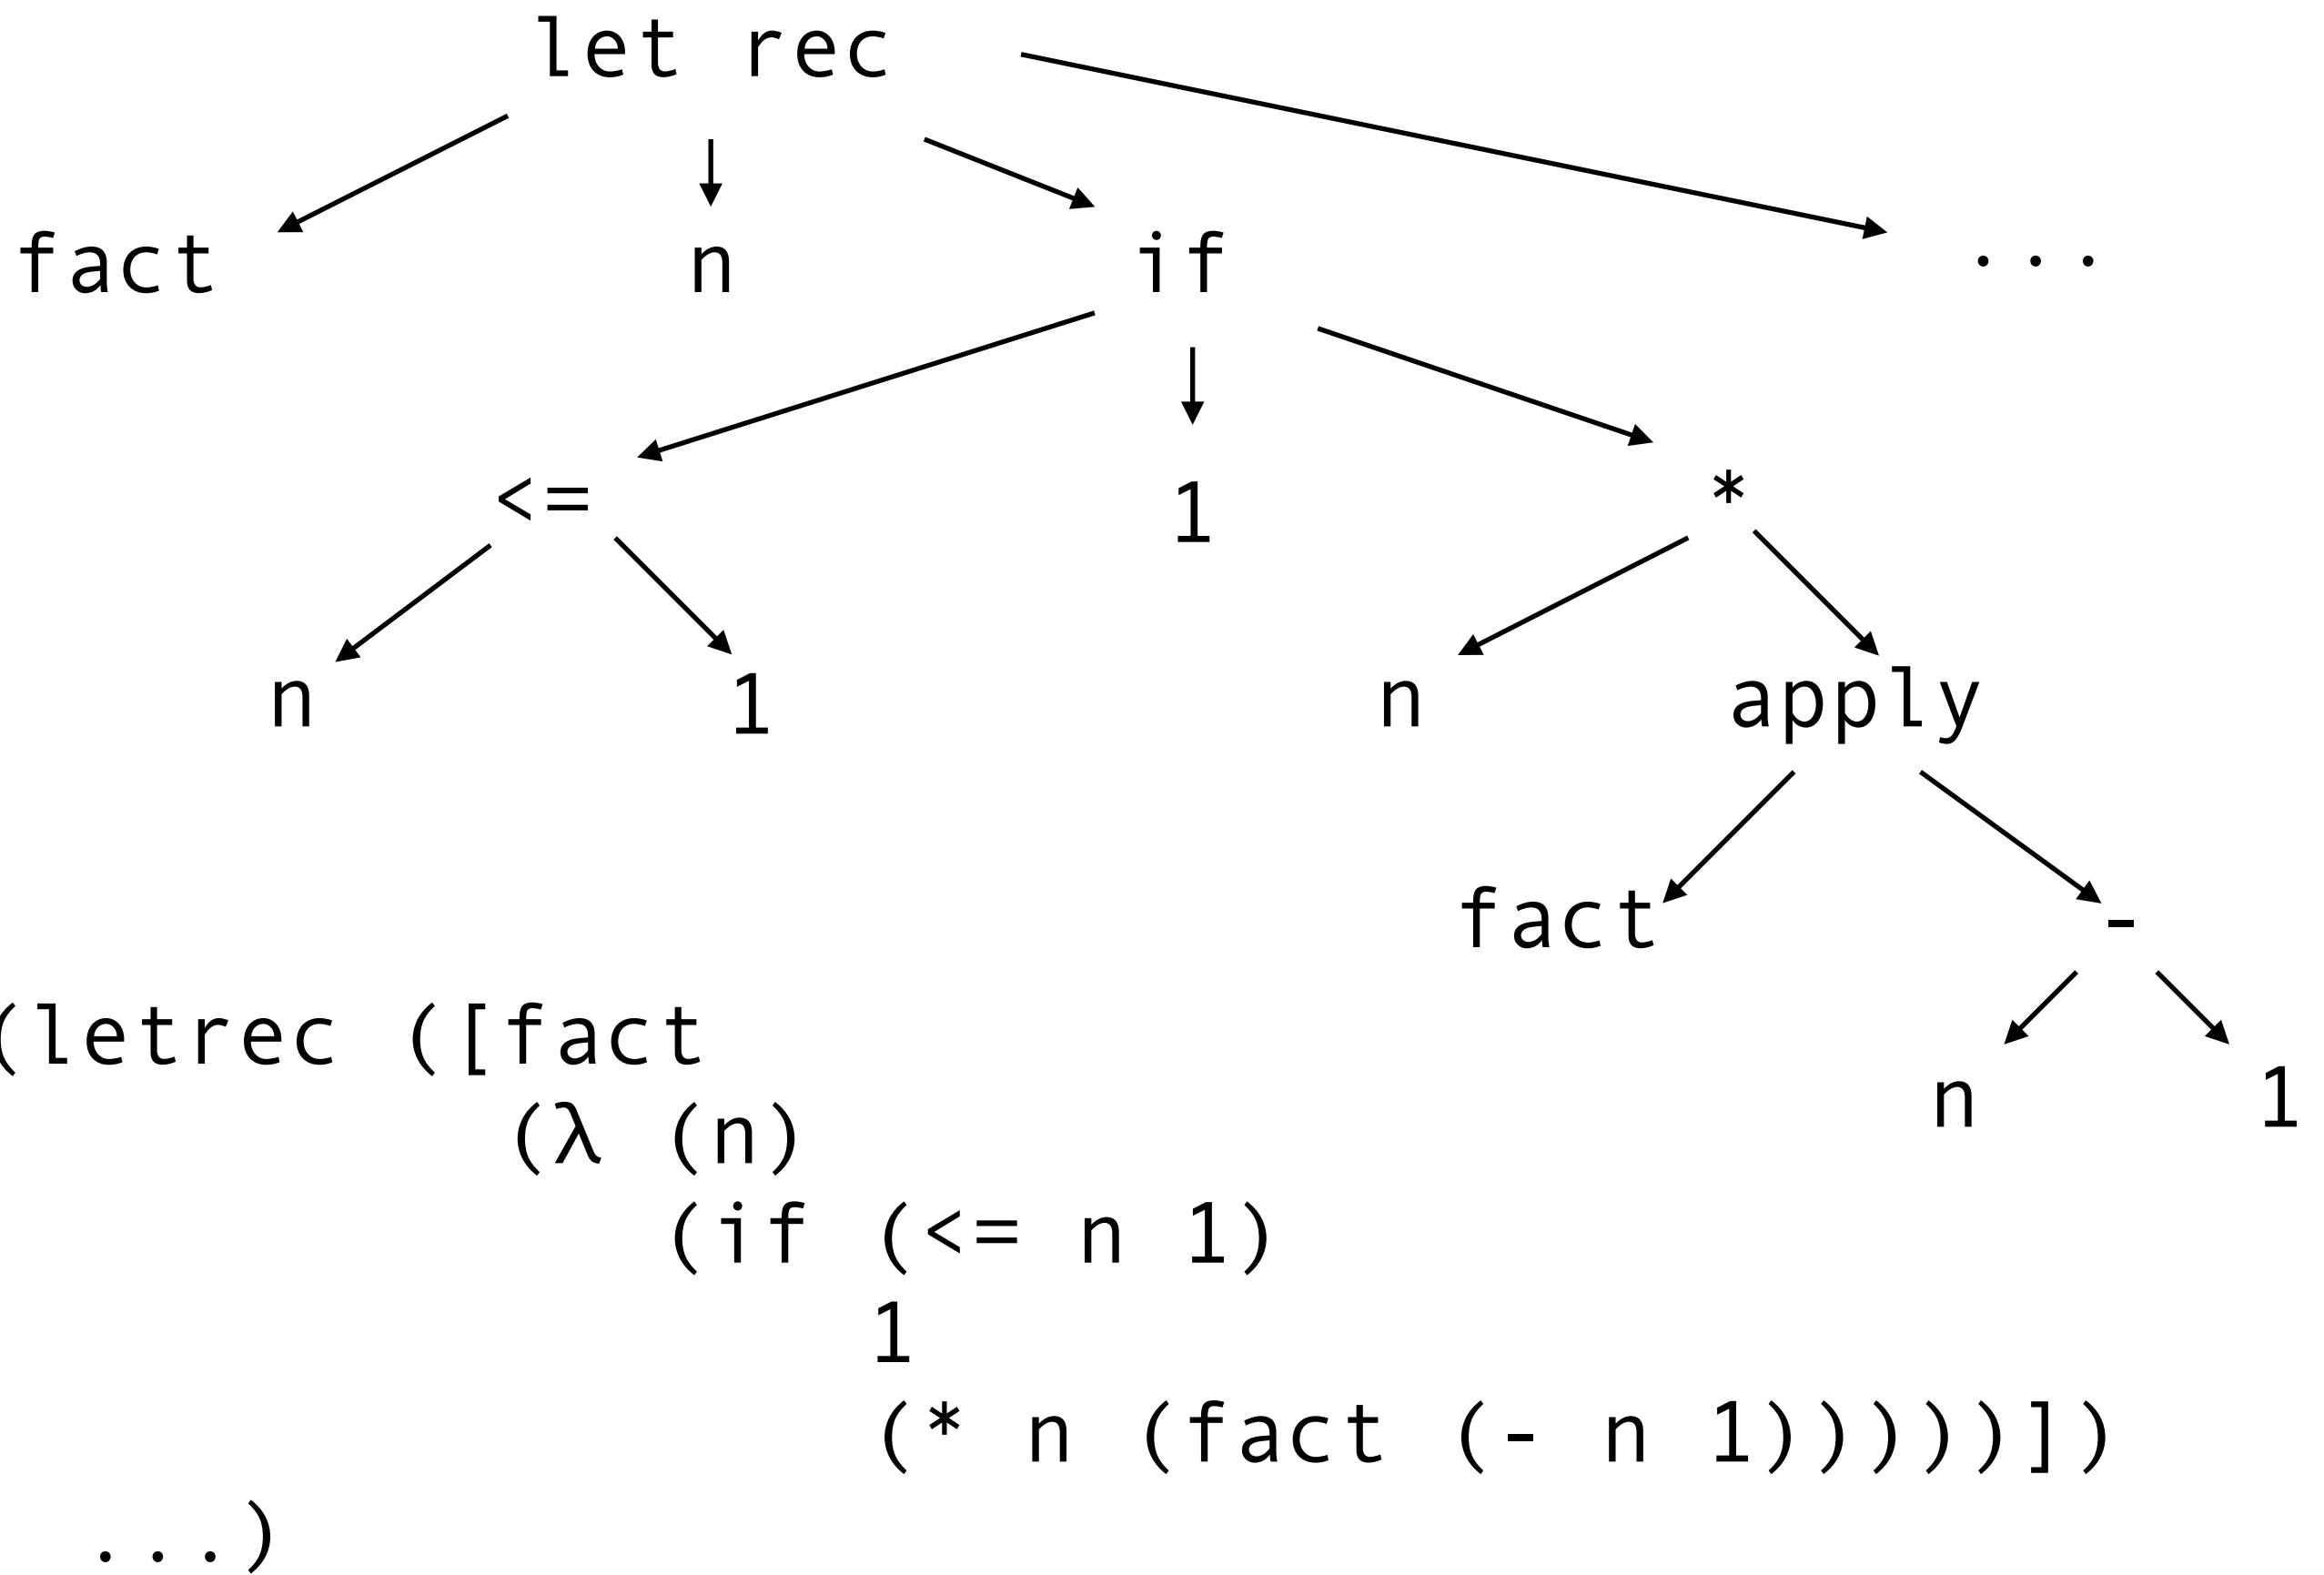 let rec
fact n if ...
<= 1 *
n 1 n apply
fact -
n 1
(letrec ([fact
(λ (n)
(if (<= n 1)
1
(* n (fact (- n 1)))))])
...)